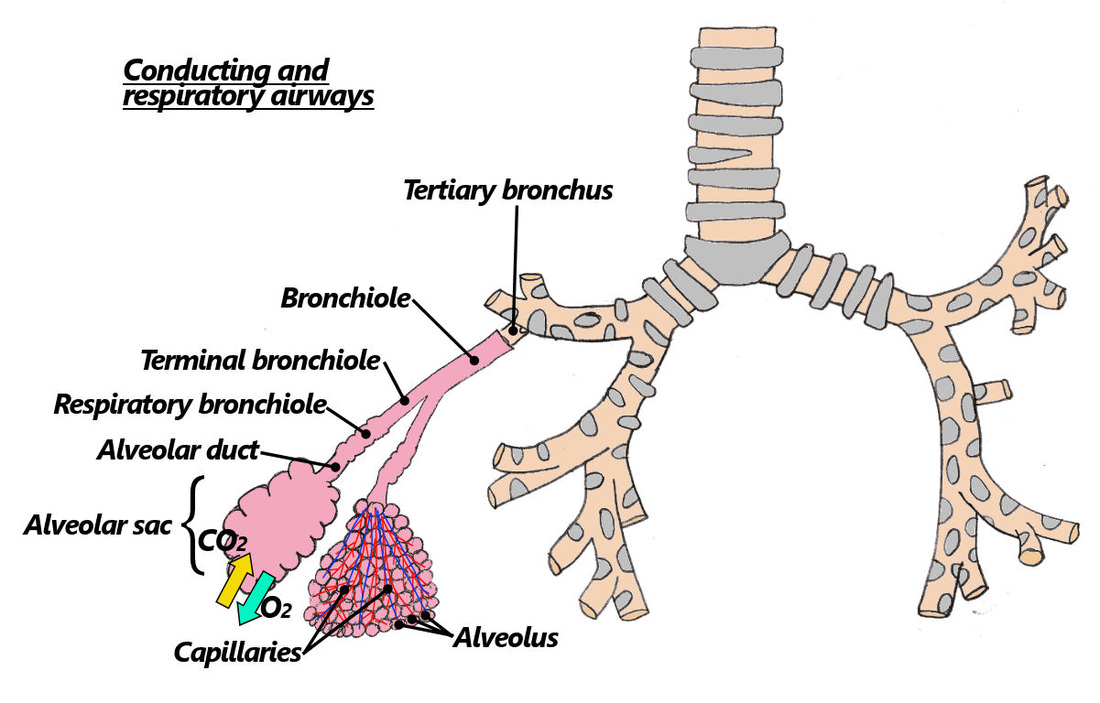 Conducting and
respiratory airways
Tertiary bronchus
Bronchiole
Terminal bronchiole
Respiratory bronchiole
Alveolar duct
Alveolar sac
CO2
O2
Capillaries
Alveolus